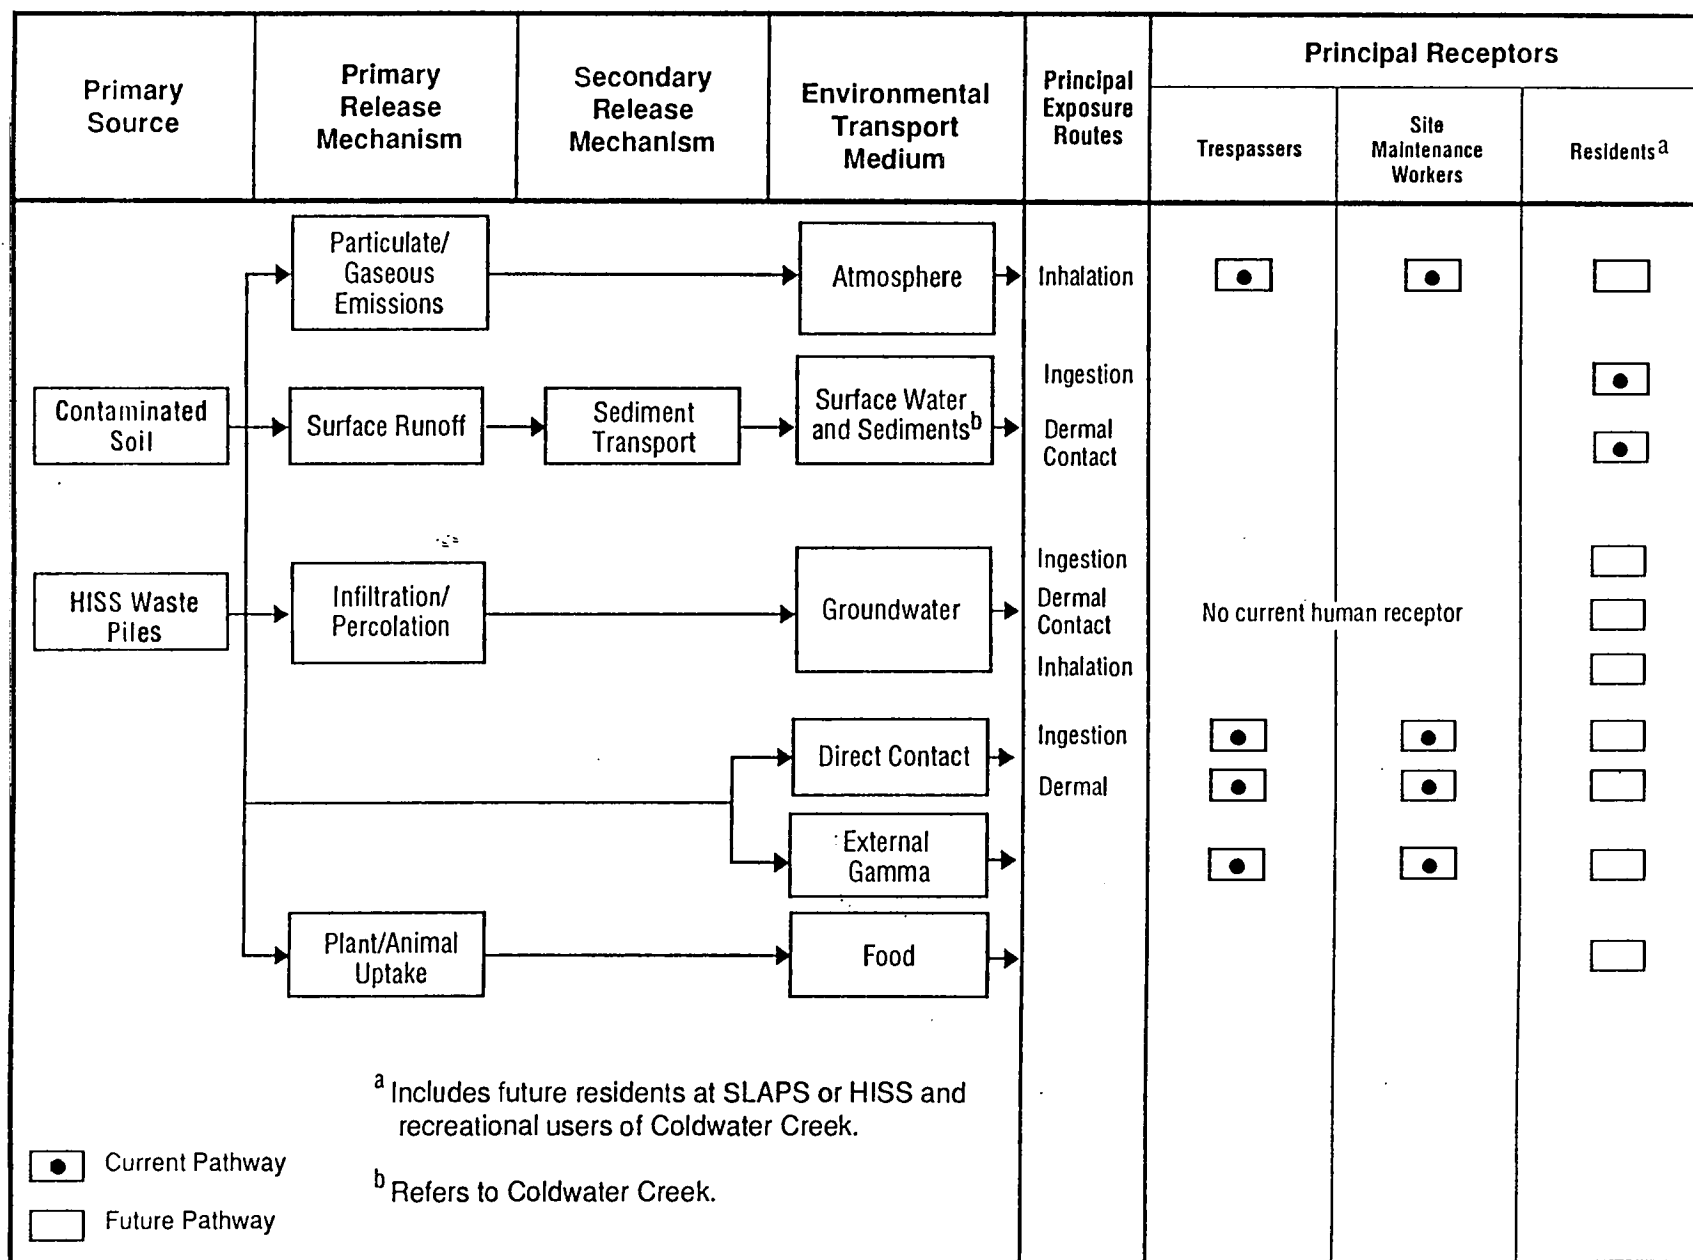 Primary
Source
Primary
Release
Mechanism
Secondary
Release
Mechanism
Environmental
Transport
Medium
Principal
Exposure
Routes
Principal Receptors
Trespassers
Site
Maintenance
Workers
Residents a
Particulate/
Gaseous
Emissions
Atmosphere
Inhalation
Contaminated
Soil
Surface Runoff
Sediment
Transport
Surface Water
and Sediments b
Ingestion
Dermal
Contact
HISS Waste
Piles
Infiltration/
Percolation
Groundwater
Ingestion
Dermal
Contact
Inhalation
No current human receptor
Direct Contact
Ingestion
Dermal
External
Gamma
Plant/Animal
Uptake
Food
a Includes future residents at SLAPS or HISS and
recreational users of Coldwater Creek.
b Refers to Coldwater Creek.
Current Pathway
Future Pathway